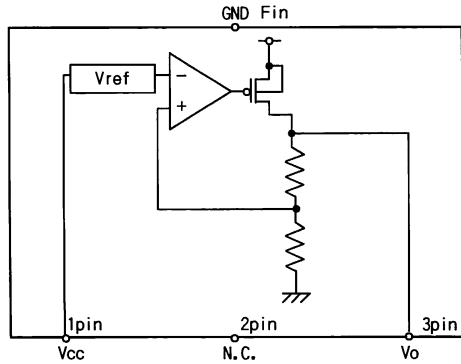 GND Fin
Vref
−
+
1pin
2pin
3pin
Vcc
N.C.
Vo